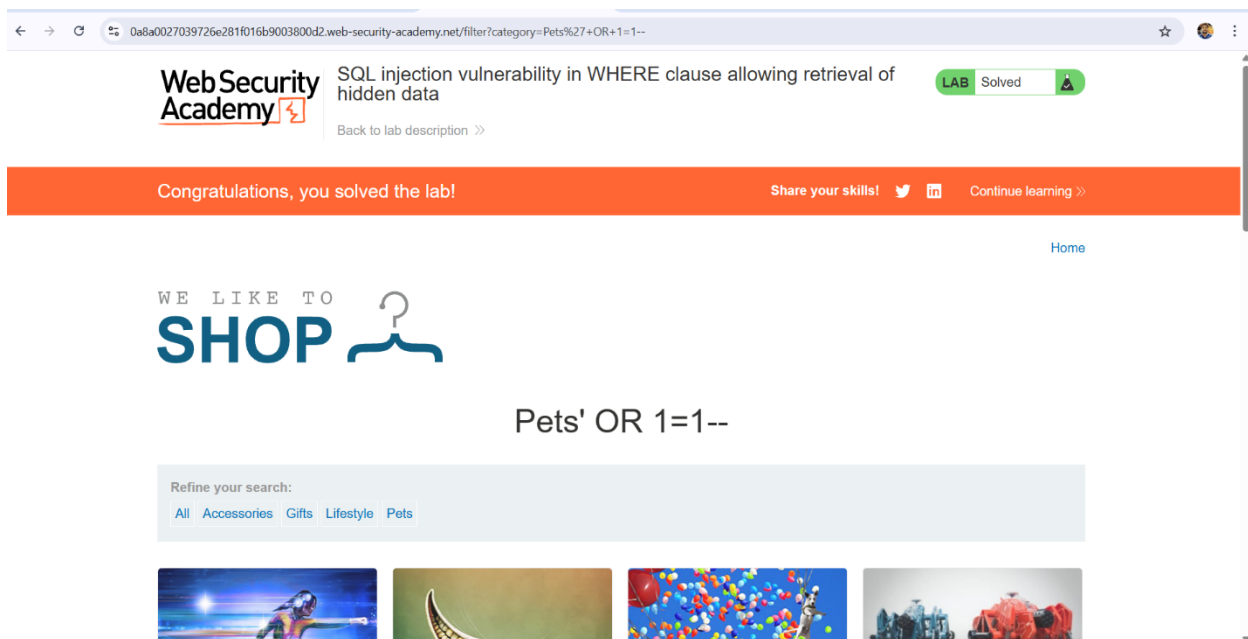 0a8a0027039726e281f016b9003800d2.web-security-academy.net/filter?category=Pets%27+OR+1=1--
Web Security
Academy
SQL injection vulnerability in WHERE clause allowing retrieval of
hidden data
Back to lab description
LAB Solved
Congratulations, you solved the lab!
Share your skills!
in
Continue learning
Home
WE LIKE TO
SHOP
Pets' OR 1=1--
Refine your search:
All Accessories Gifts Lifestyle Pets